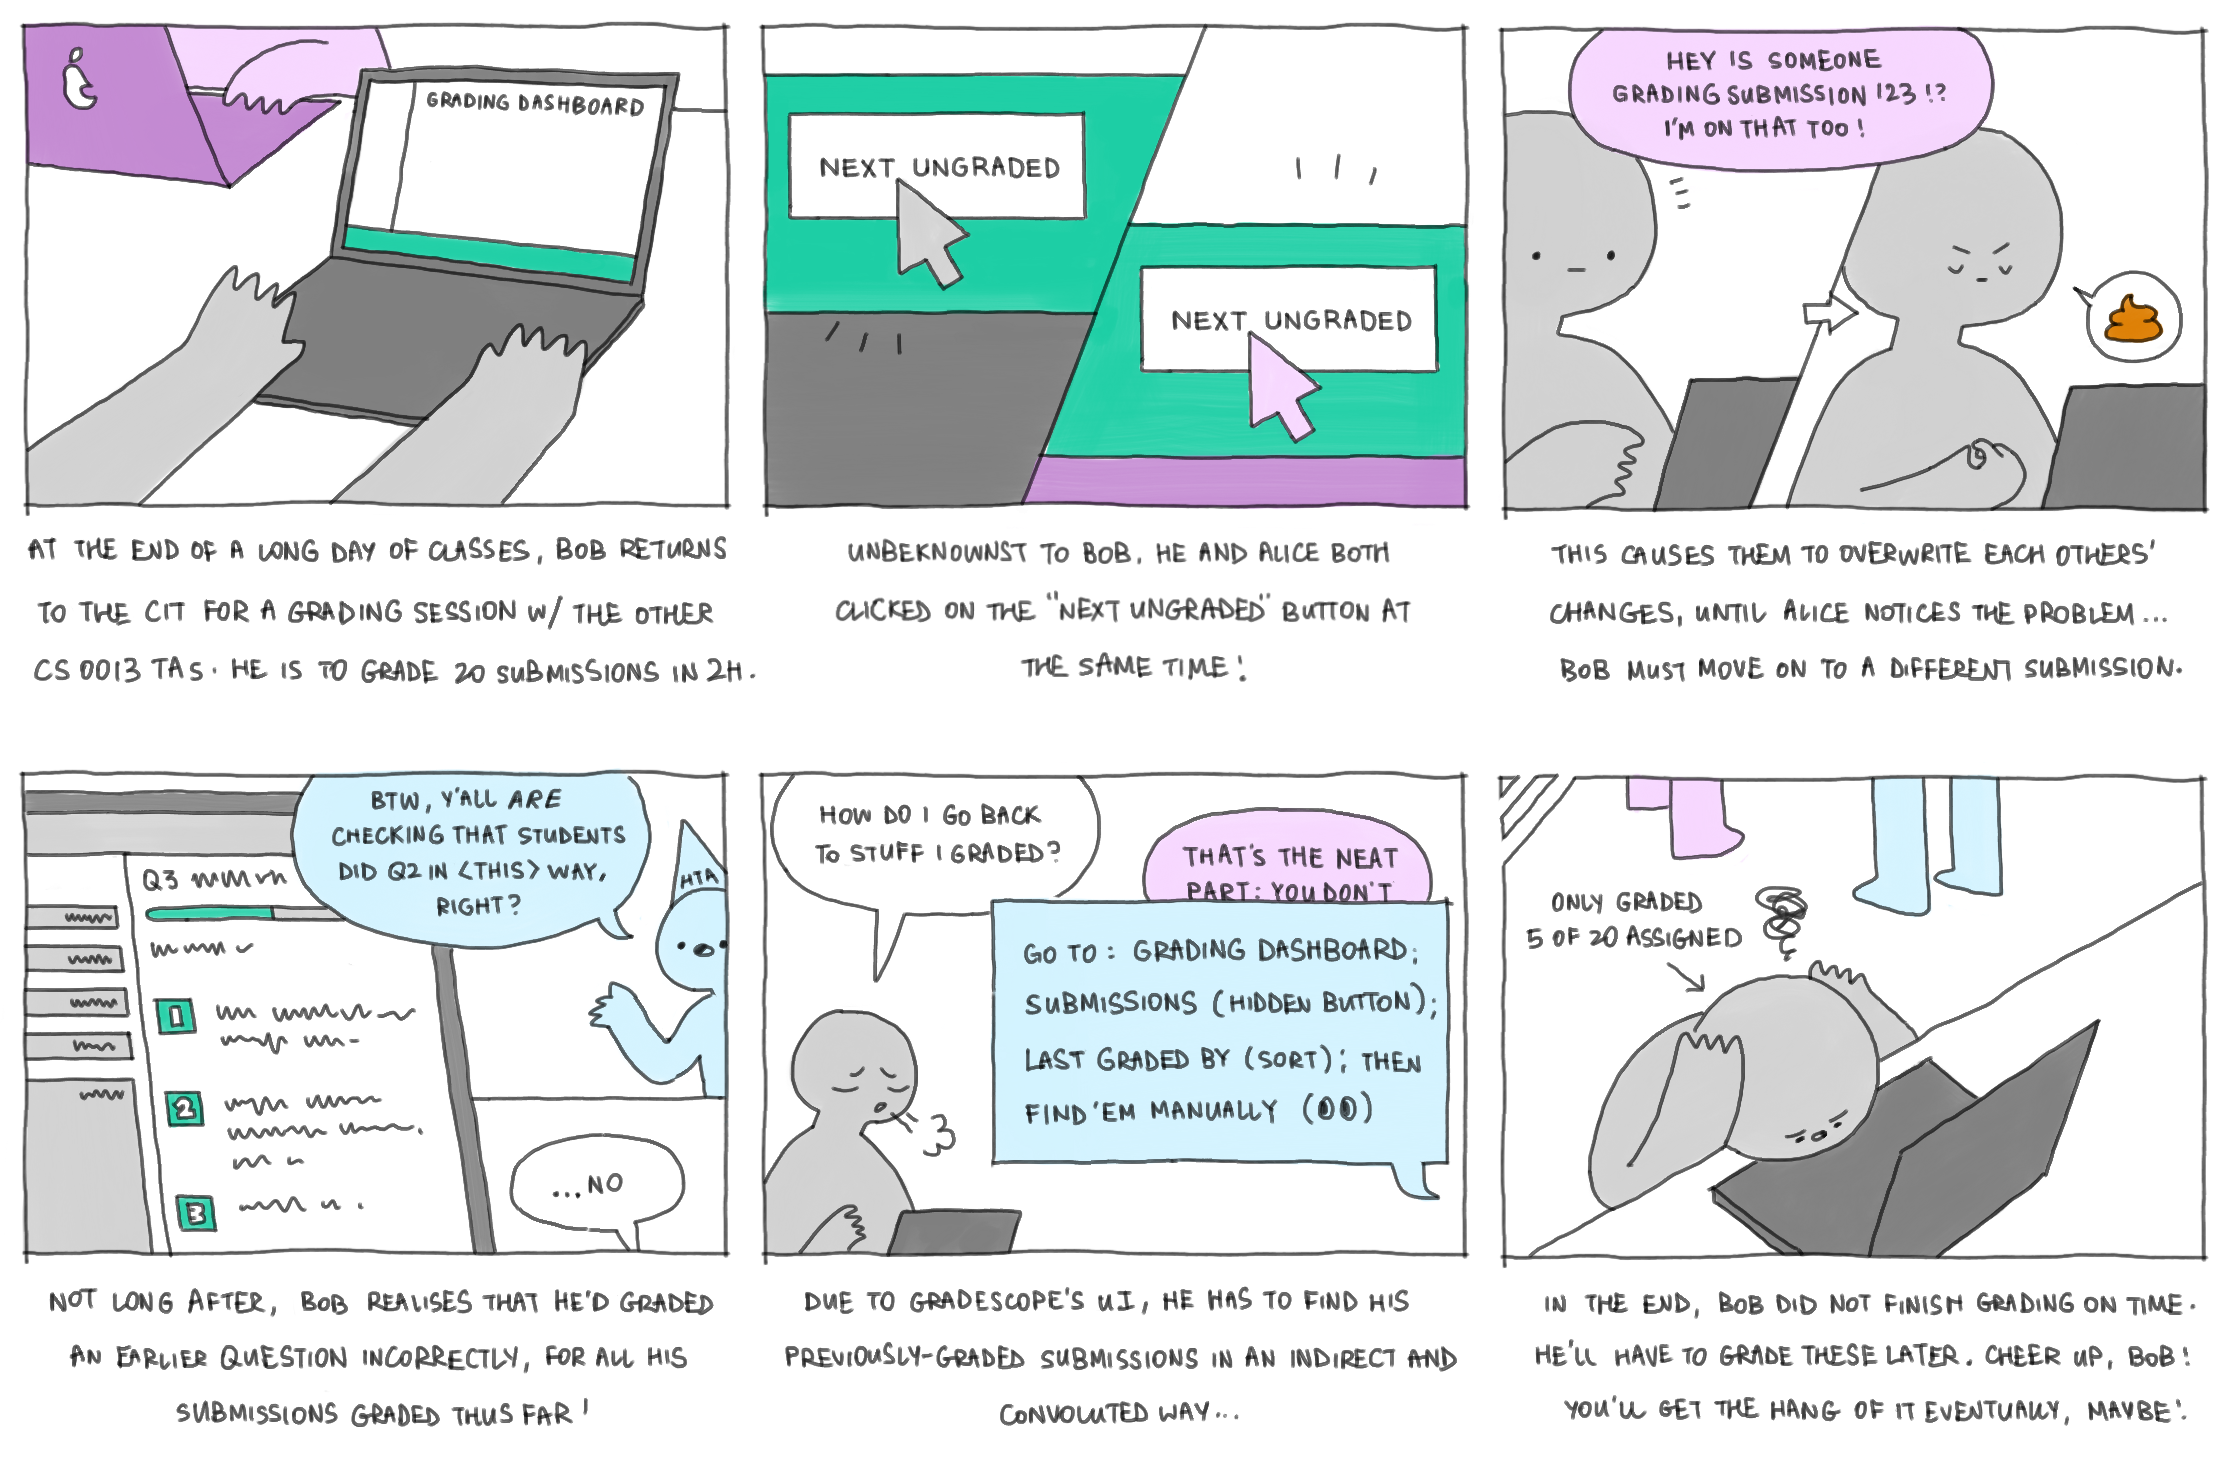 GRADING DASHBOARD
AT THE END OF A LONG DAY OF CLASSES, BOB RETURNS
TO THE CIT FOR A GRADING SESSION W/ THE OTHER
CS 0013 TAS. HE IS TO GRADE 20 SUBMISSIONS IN 2H.
NEXT UNGRADED
NEXT UNGRADED
UNBEKNOWNST TO BOB, HE AND ALICE BOTH
CLICKED ON THE "NEXT UNGRADED" BUTTON AT
THE SAME TIME!
HEY IS SOMEONE
GRADING SUBMISSION 123!?
I'M ON THAT TOO!
THIS CAUSES THEM TO OVERWRITE EACH OTHERS'
CHANGES, UNTIL ALICE NOTICES THE PROBLEM...
BOB MUST MOVE ON TO A DIFFERENT SUBMISSION.
Q3
1
2
3
BTW, Y'ALL ARE
CHECKING THAT STUDENTS
DID Q2 IN <THIS> WAY,
RIGHT?
HTA
...NO
NOT LONG AFTER, BOB REALISES THAT HE'D GRADED
AN EARLIER QUESTION INCORRECTLY, FOR ALL HIS
SUBMISSIONS GRADED THUS FAR!
HOW DO I GO BACK
TO STUFF I GRADED?
THAT'S THE NEAT
PART: YOU DON'T
GO TO: GRADING DASHBOARD;
SUBMISSIONS (HIDDEN BUTTON);
LAST GRADED BY (SORT); THEN
FIND 'EM MANUALLY (00)
DUE TO GRADESCOPE'S UI, HE HAS TO FIND HIS
PREVIOUSLY-GRADED SUBMISSIONS IN AN INDIRECT AND
CONVOLUTED WAY...
ONLY GRADED
5 OF 20 ASSIGNED
IN THE END, BOB DID NOT FINISH GRADING ON TIME.
HE'LL HAVE TO GRADE THESE LATER. CHEER UP, BOB!
YOU'LL GET THE HANG OF IT EVENTUALLY, MAYBE!